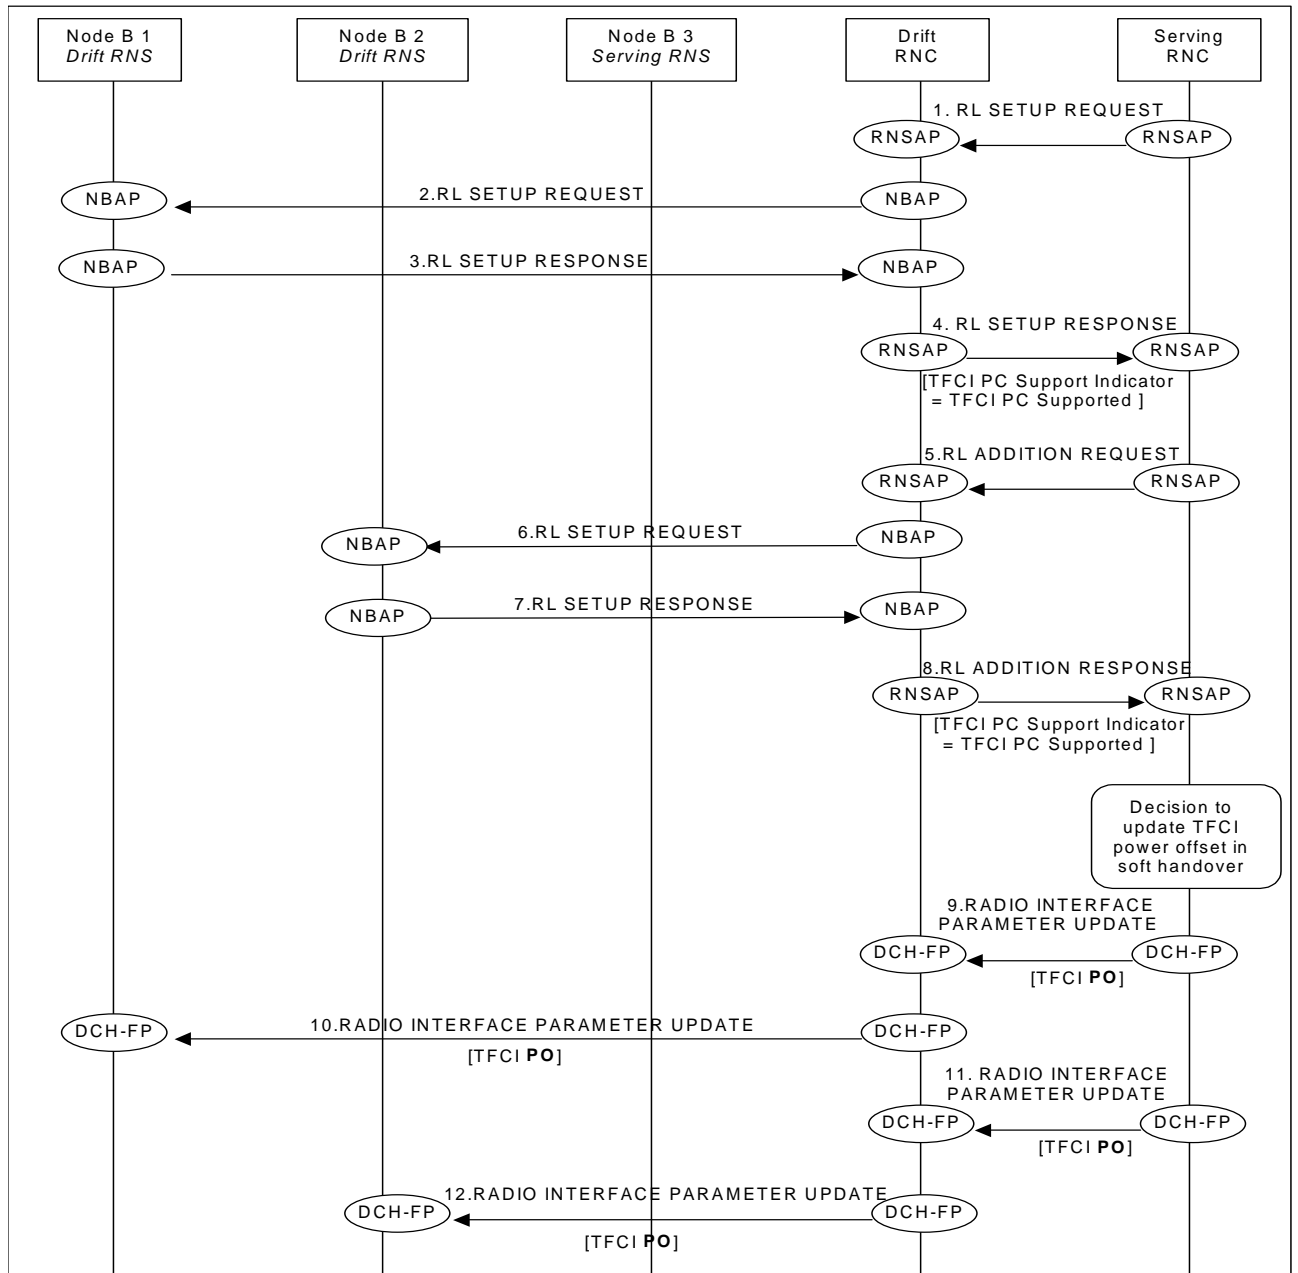 Node B 1
Drift RNS
Node B 2
Drift RNS
Node B 3
Serving RNS
Drift
RNC
Serving
RNC
1. RL SETUP REQUEST
RNSAP
RNSAP
NBAP
2.RL SETUP REQUEST
NBAP
NBAP
3.RL SETUP RESPONSE
NBAP
4. RL SETUP RESPONSE
RNSAP
RNSAP
[TFCI PC Support Indicator
= TFCI PC Supported ]
5.RL ADDITION REQUEST
RNSAP
RNSAP
NBAP
6.RL SETUP REQUEST
NBAP
NBAP
7.RL SETUP RESPONSE
NBAP
8.RL ADDITION RESPONSE
RNSAP
RNSAP
[TFCI PC Support Indicator
= TFCI PC Supported ]
Decision to
update TFCI
power offset in
soft handover
9.RADIO INTERFACE
PARAMETER UPDATE
DCH-FP
DCH-FP
[TFCI PO]
DCH-FP
10.RADIO INTERFACE PARAMETER UPDATE
DCH-FP
[TFCI PO]
11. RADIO INTERFACE
PARAMETER UPDATE
DCH-FP
DCH-FP
[TFCI PO]
DCH-FP
12.RADIO INTERFACE PARAMETER UPDATE
DCH-FP
[TFCI PO]